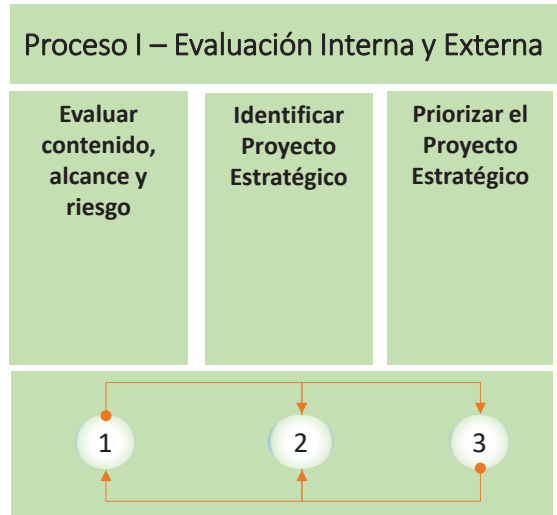 Proceso I – Evaluación Interna y Externa
Evaluar
contenido,
alcance y
riesgo
Identificar
Proyecto
Estratégico
Priorizar el
Proyecto
Estratégico
1
2
3